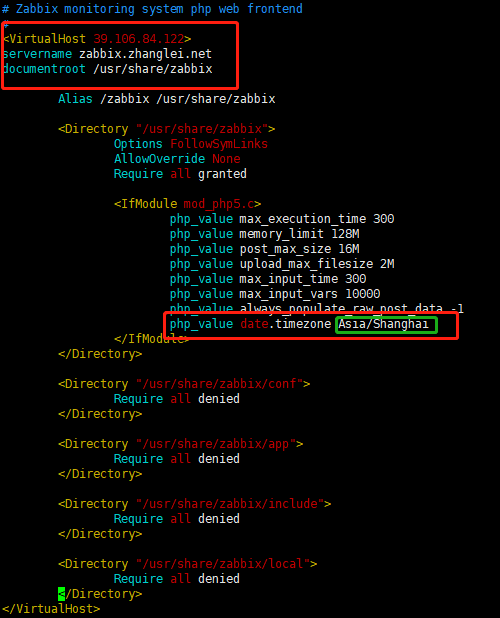 # Zabbix monitoring system php web frontend
#
<VirtualHost 39.106.84.122>
servername zabbix.zhanglei.net
documentroot /usr/share/zabbix
Alias /zabbix /usr/share/zabbix
<Directory "/usr/share/zabbix">
Options FollowSymLinks
AllowOverride None
Require all granted
<IfModule mod_php5.c>
php_value max_execution_time 300
php_value memory_limit 128M
php_value post_max_size 16M
php_value upload_max_filesize 2M
php_value max_input_time 300
php_value max_input_vars 10000
php_value always_populate_raw_post_data -1
php_value date.timezone Asia/Shanghai
</IfModule>
</Directory>
<Directory "/usr/share/zabbix/conf">
Require all denied
</Directory>
<Directory "/usr/share/zabbix/app">
Require all denied
</Directory>
<Directory "/usr/share/zabbix/include">
Require all denied
</Directory>
<Directory "/usr/share/zabbix/local">
Require all denied
</Directory>
</VirtualHost>